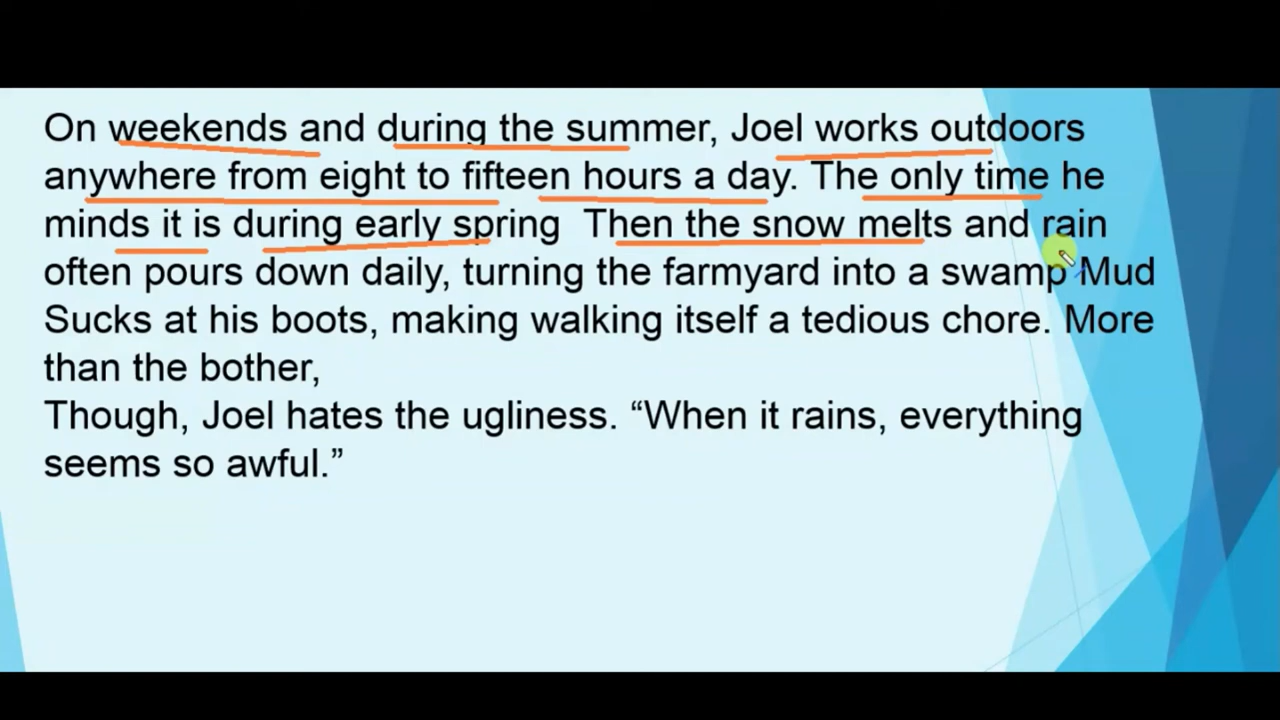 On weekends and during the summer, Joel works outdoors
anywhere from eight to fifteen hours a day. The only time he
minds it is during early spring Then the snow melts and rain
often pours down daily, turning the farmyard into a swamp Mud
Sucks at his boots, making walking itself a tedious chore. More
than the bother,
Though, Joel hates the ugliness. “When it rains, everything
seems so awful.”